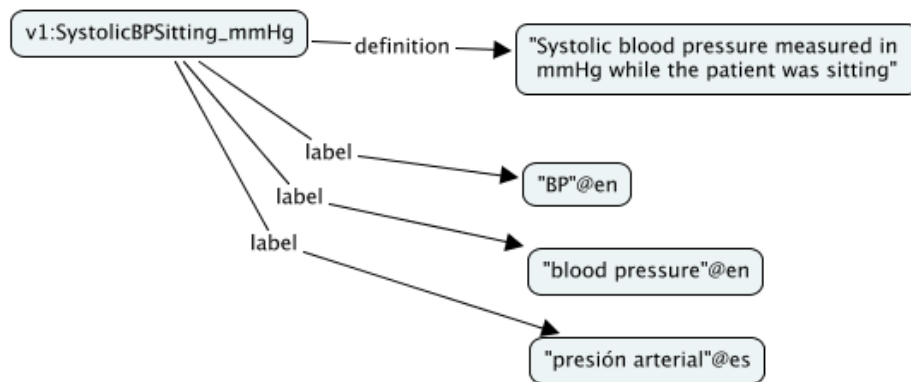 v1:SystolicBPSitting_mmHg
definition
"Systolic blood pressure measured in
mmHg while the patient was sitting"
label
"BP"@en
label
"blood pressure"@en
label
"presión arterial"@es